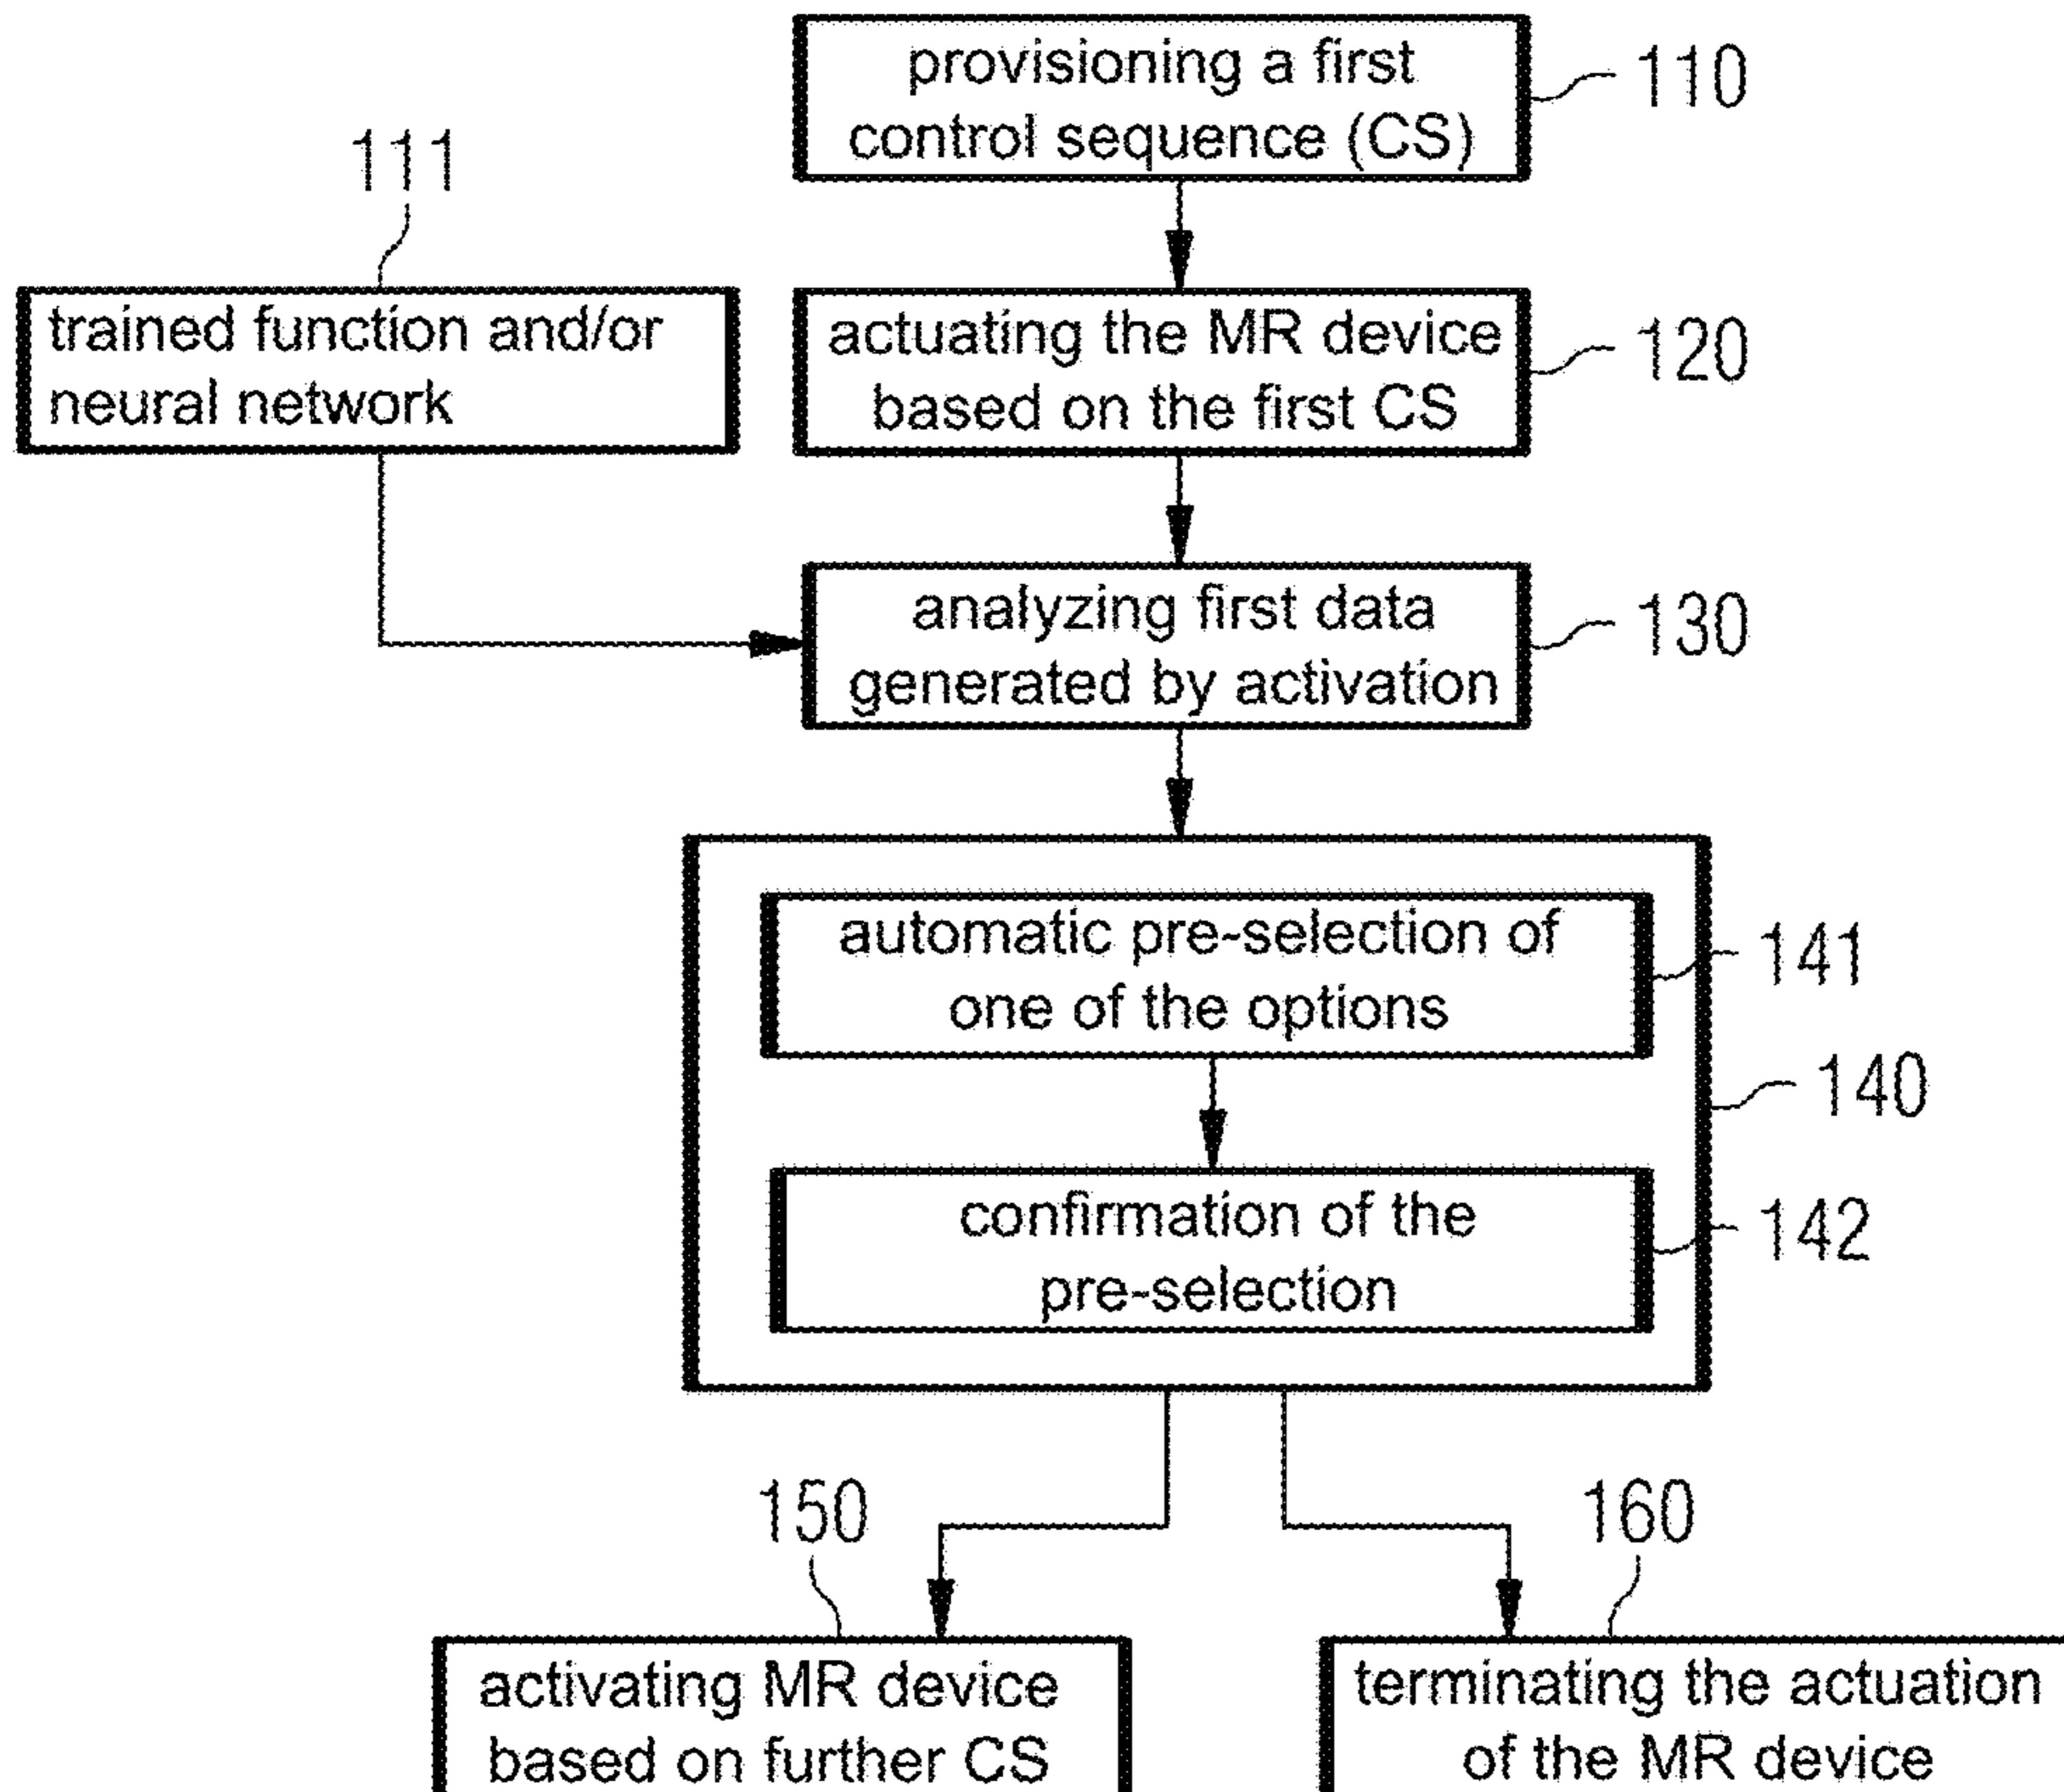 provisioning a first
control sequence (CS)
110
111
trained function and/or
neural network
actuating the MR device
based on the first CS
120
analyzing first data
generated by activation
130
automatic pre-selection of
one of the options
141
140
confirmation of the
pre-selection
142
150
160
activating MR device
based on further CS
terminating the actuation
of the MR device